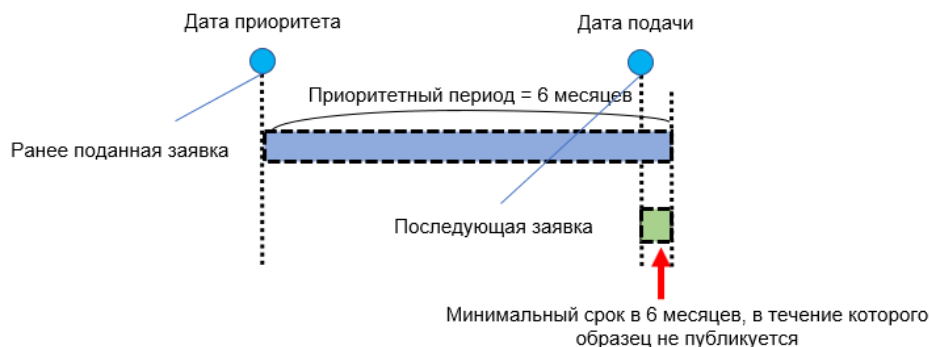 Дата приоритета
Дата подачи
Приоритетный период = 6 месяцев
Ранее поданная заявка
Последующая заявка
Минимальный срок в 6 месяцев, в течение которого
образец не публикуется